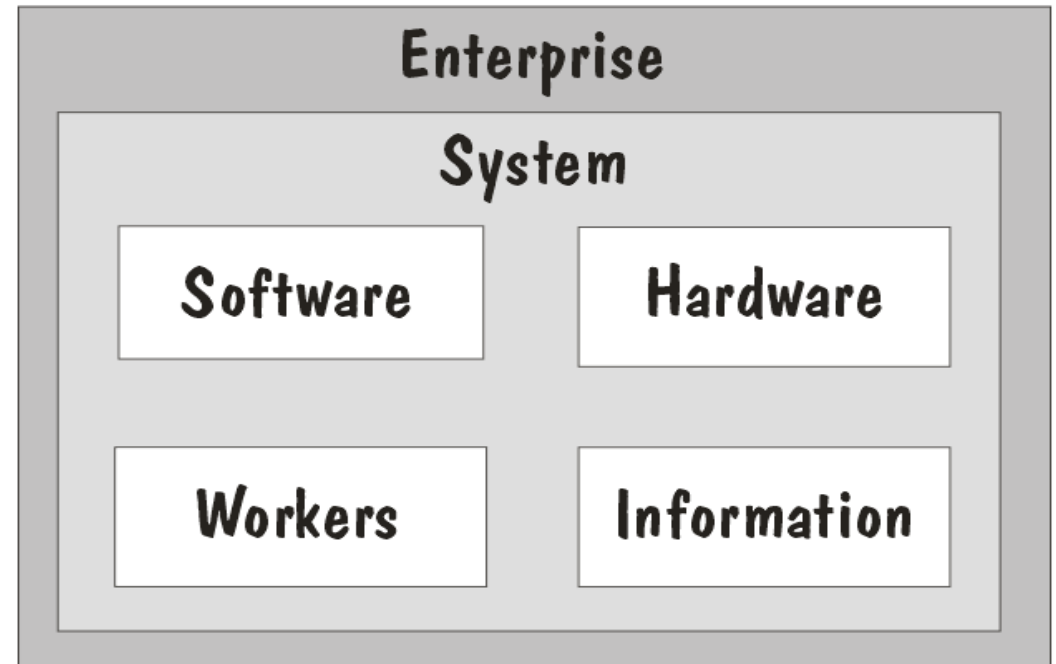 Enterprise
System
Software
Hardware
Workers
Information